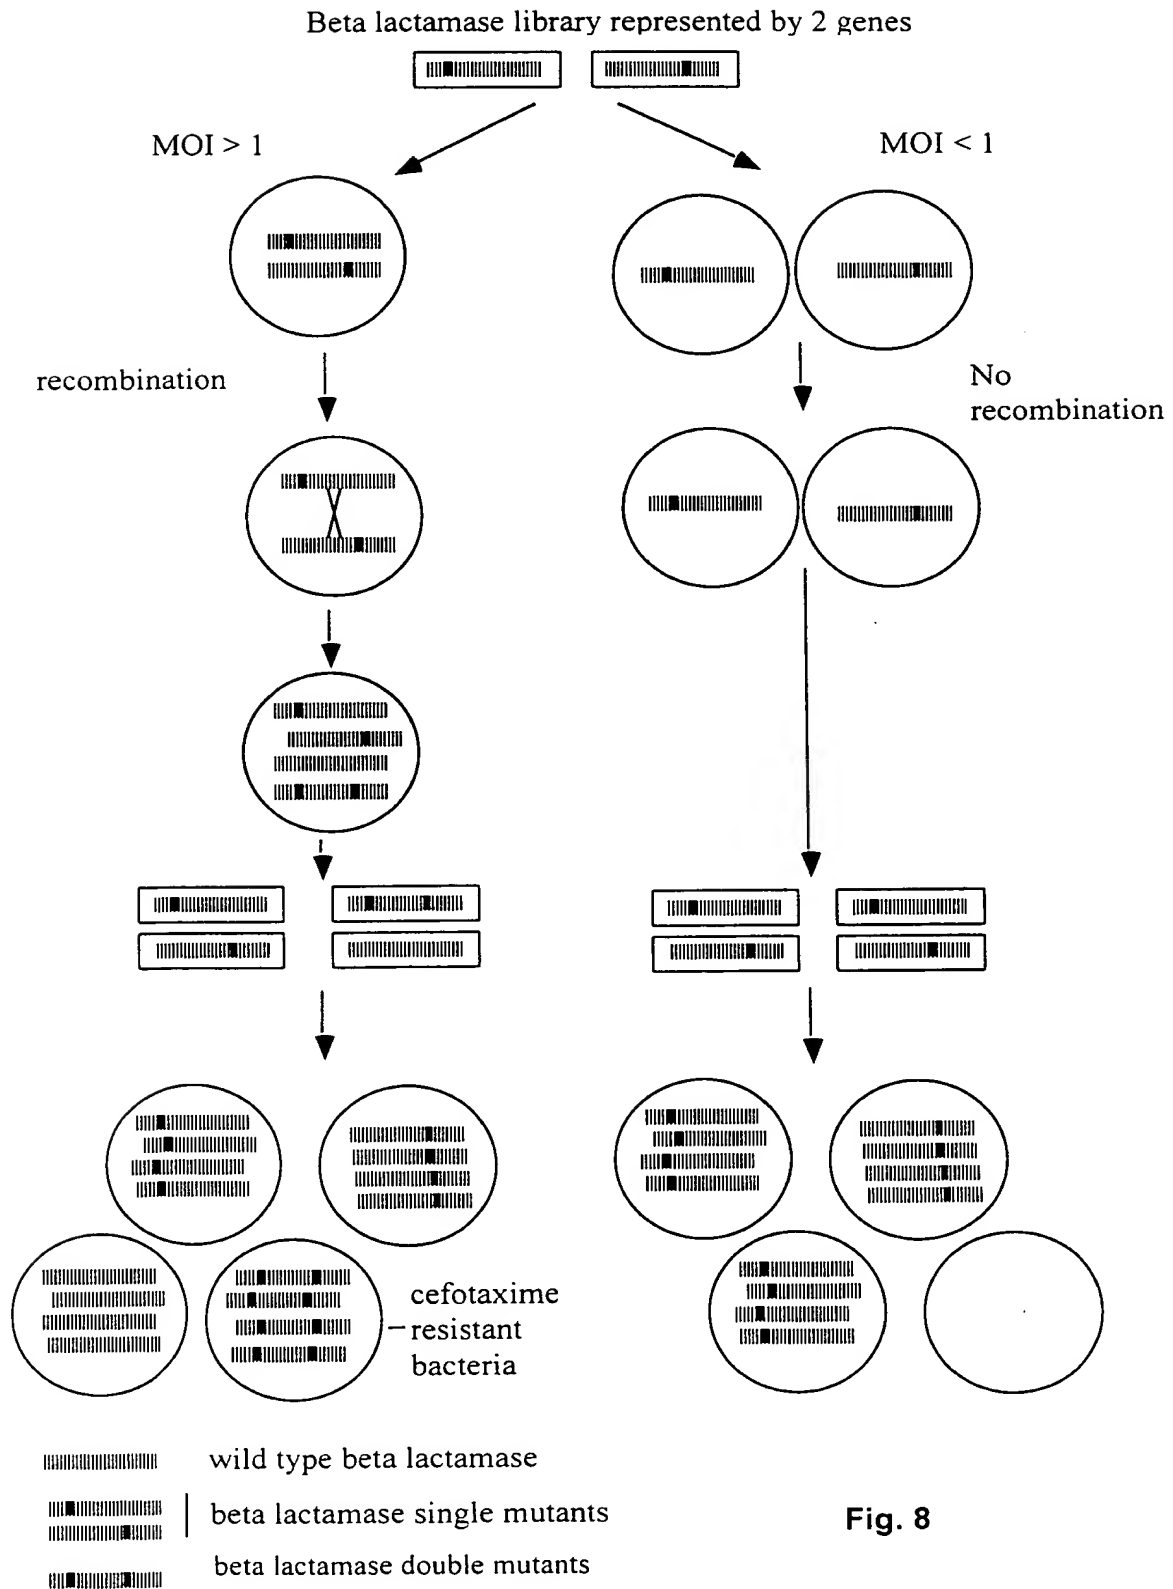 Beta lactamase library represented by 2 genes
MOI > 1
MOI < 1
recombination
No
recombination
cefotaxime
resistant
bacteria
wild type beta lactamase
beta lactamase single mutants
beta lactamase double mutants
Fig. 8